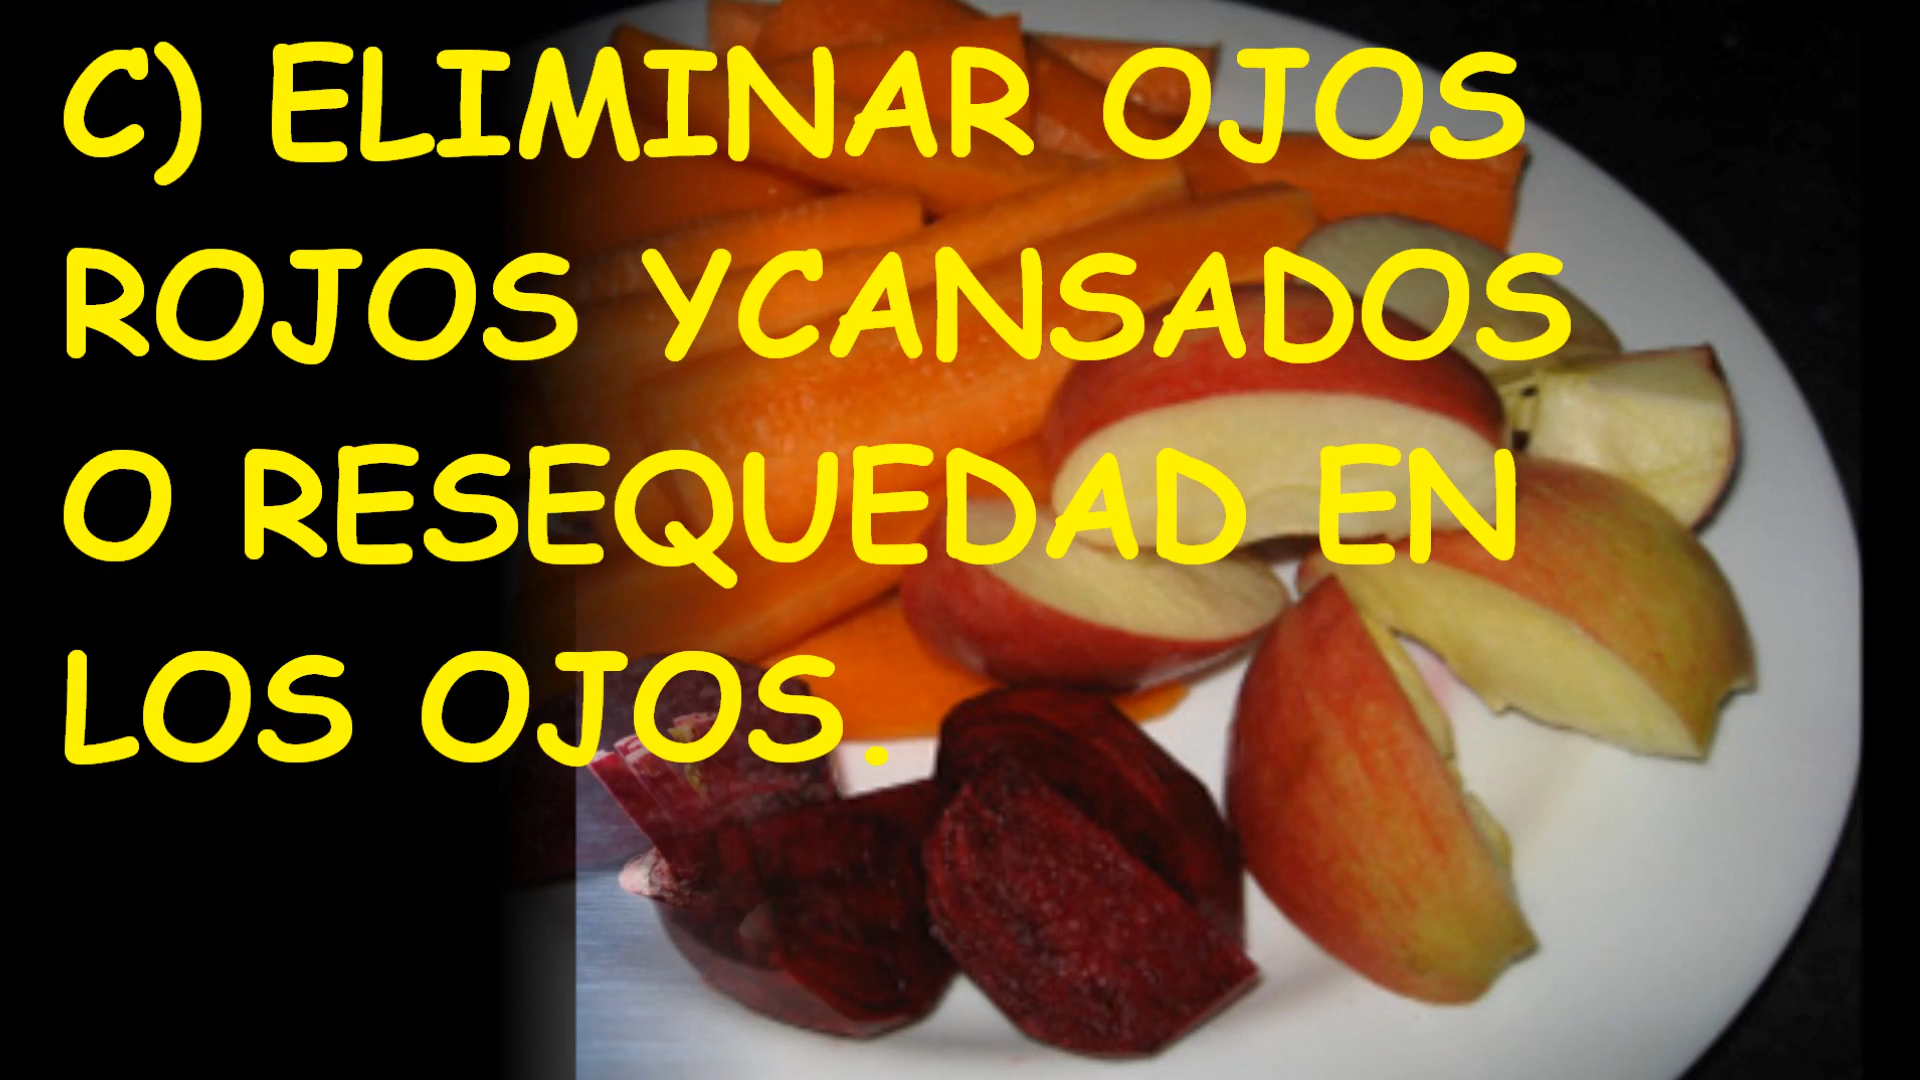 C) ELIMINAR OJOS
ROJOS YCANSADOS
O RESEQUEDAD EN
LOS OJOS.